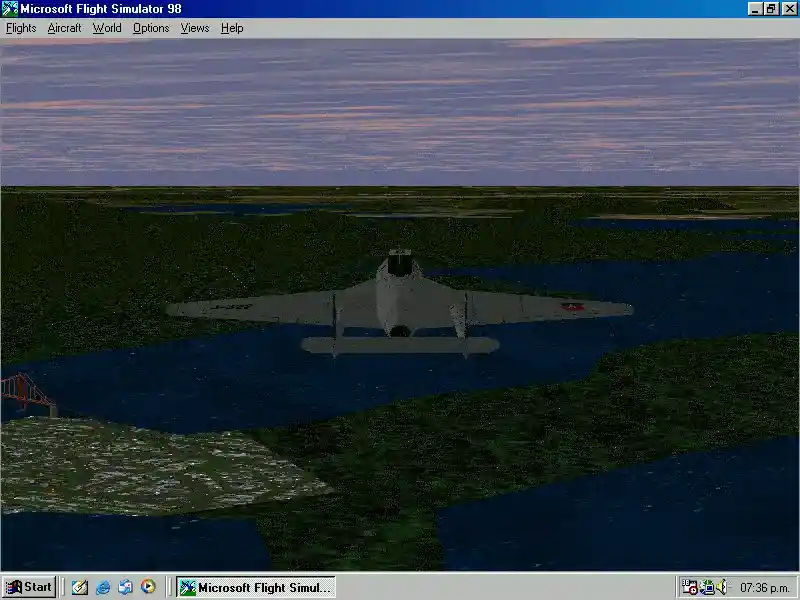 Microsoft Flight Simulator 98
Flights Aircraft World Options Views Help
Start
Microsoft Flight Simul...
07:36 p.m.